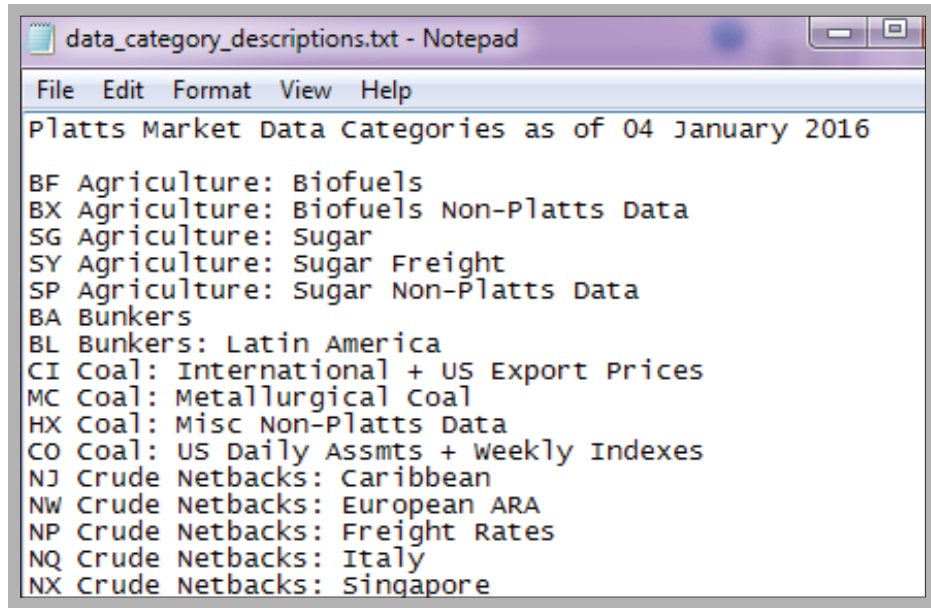 data_category_descriptions.txt - Notepad
File Edit Format View Help
Platts Market Data Categories as of 04 January 2016
BF Agriculture: Biofuels
BX Agriculture: Biofuels Non-Platts Data
SG Agriculture: Sugar
SY Agriculture: Sugar Freight
SP Agriculture: Sugar Non-Platts Data
BA Bunkers
BL Bunkers: Latin America
CI Coal: International + US Export Prices
MC Coal: Metallurgical Coal
HX Coal: Misc Non-Platts Data
CO Coal: US Daily Assmts + Weekly Indexes
NJ Crude Netbacks: Caribbean
NW Crude Netbacks: European ARA
NP Crude Netbacks: Freight Rates
NQ Crude Netbacks: Italy
NX Crude Netbacks: Singapore